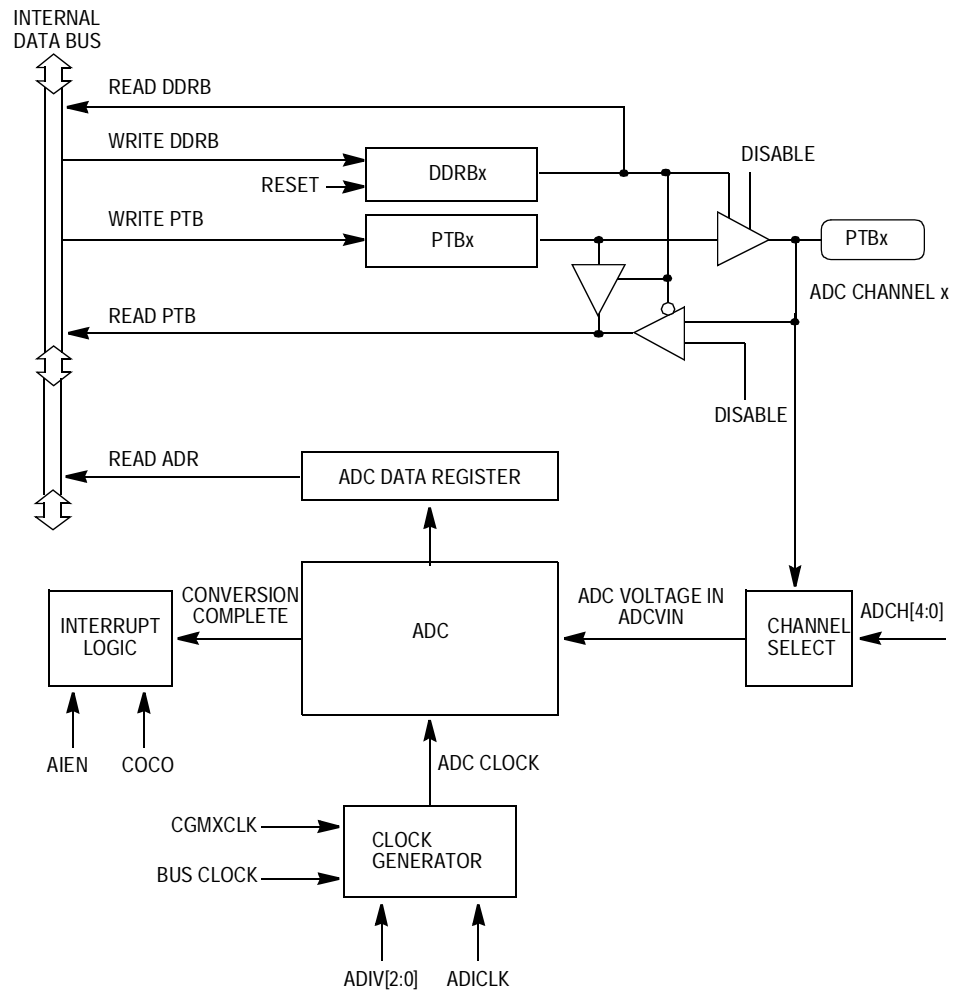 INTERNAL
DATA BUS
READ DDRB
WRITE DDRB
DISABLE
DDRBx
RESET
WRITE PTB
PTBx
PTBx
ADC CHANNEL x
READ PTB
DISABLE
READ ADR
ADC DATA REGISTER
CONVERSION
COMPLETE
ADC VOLTAGE IN
ADCVIN
INTERRUPT
LOGIC
ADC
CHANNEL
SELECT
ADCH[4:0]
AIEN
COCO
ADC CLOCK
CGMXCLK
CLOCK
GENERATOR
BUS CLOCK
ADIV[2:0]
ADICLK